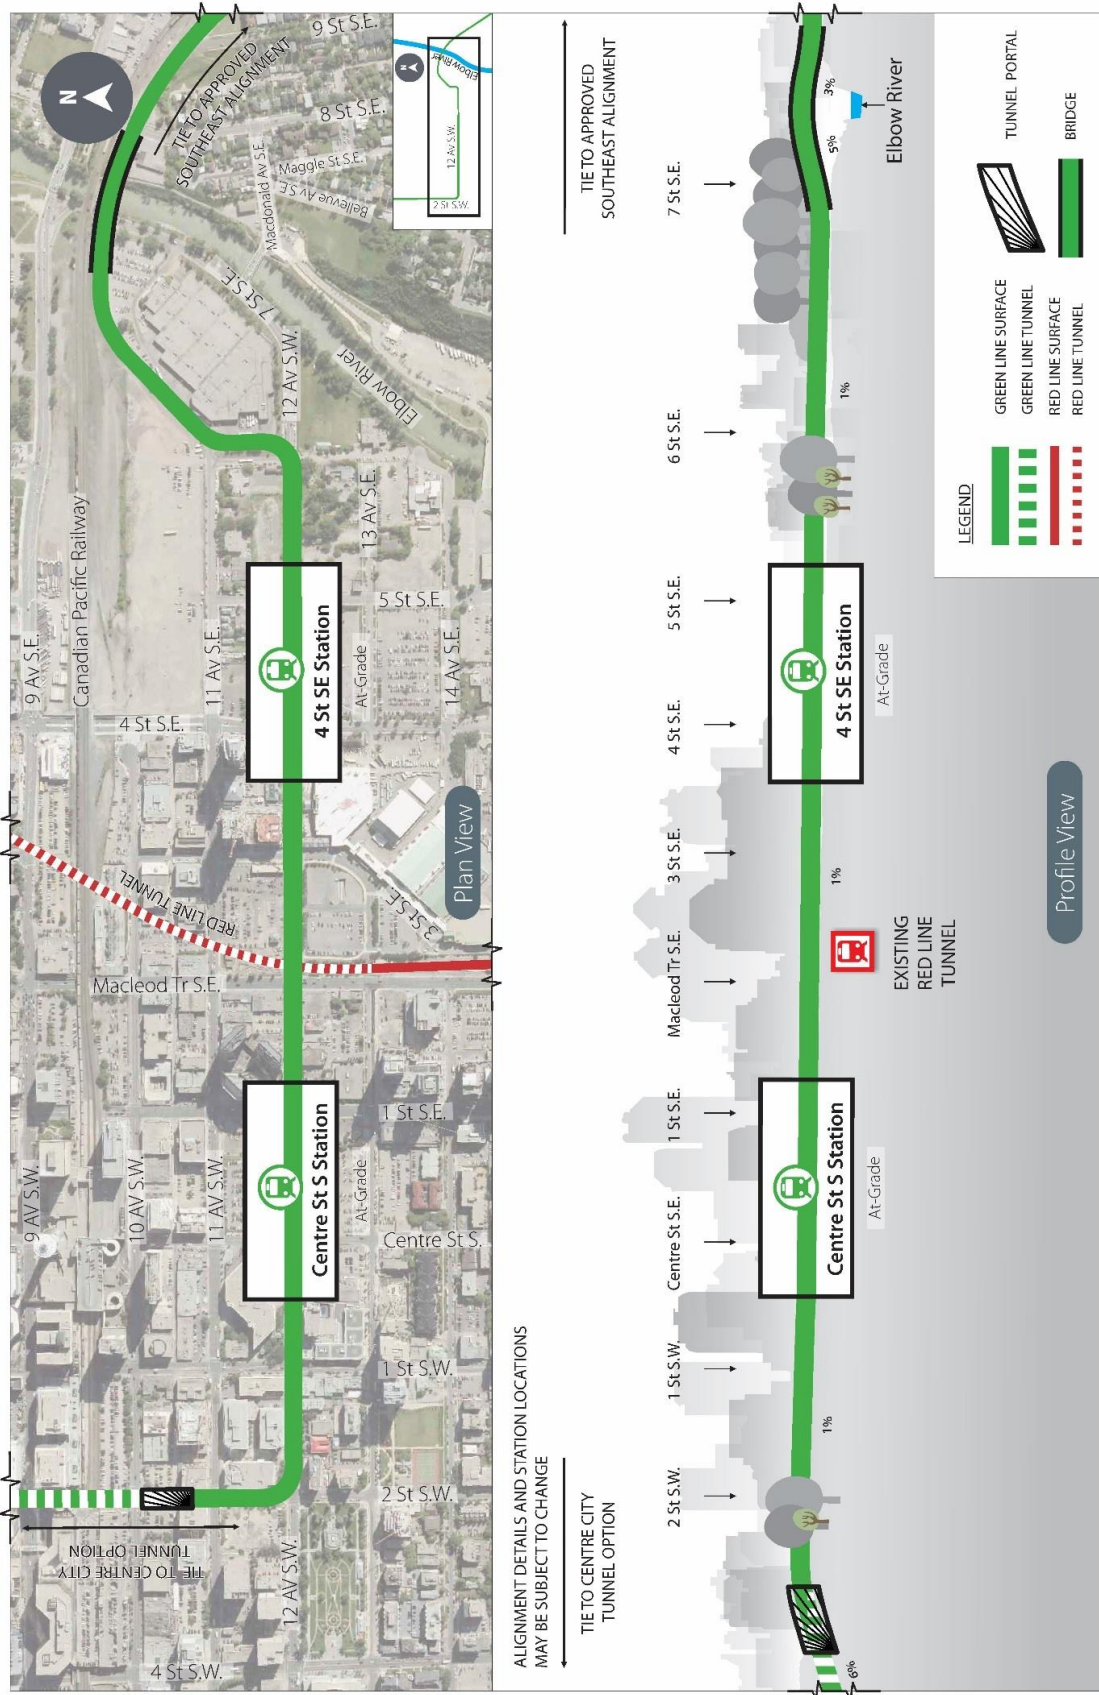 9 AV S.W.
10 AV S.W.
11 AV S.W.
12 AV S.W.
9 Av S.E.
Canadian Pacific Railway
11 Av S.E.
12 Av S.W.
13 Av S.E.
14 Av S.E.
4 St S.W.
2 St S.W.
1 St S.W.
Centre St S.
1 St S.E.
Macleod Tr S.E.
3 St S.E.
4 St S.E.
5 St S.E.
7 St S.E.
Macdonald Av S.E.
Bellevue Av S.E.
Maggie St S.E.
8 St S.E.
9 St S.E.
Elbow River
TIE TO CENTRE CITY
TUNNEL OPTION
RED LINE TUNNEL
TIE TO APPROVED
SOUTHEAST ALIGNMENT
N
Centre St S Station
At-Grade
4 St SE Station
At-Grade
Plan View
N
2 St S.W.
12 Av S.W.
Elbow River
ALIGNMENT DETAILS AND STATION LOCATIONS
MAY BE SUBJECT TO CHANGE
TIE TO CENTRE CITY
TUNNEL OPTION
TIE TO APPROVED
SOUTHEAST ALIGNMENT
2 St S.W.
1 St S.W.
Centre St S.E.
1 St S.E.
Macleod Tr S.E.
3 St S.E.
4 St S.E.
5 St S.E.
6 St S.E.
7 St S.E.
6%
1%
1%
1%
5%
3%
Centre St S Station
At-Grade
4 St SE Station
At-Grade
EXISTING
RED LINE
TUNNEL
Elbow River
Profile View
LEGEND
GREEN LINE SURFACE
GREEN LINE TUNNEL
RED LINE SURFACE
RED LINE TUNNEL
TUNNEL PORTAL
BRIDGE